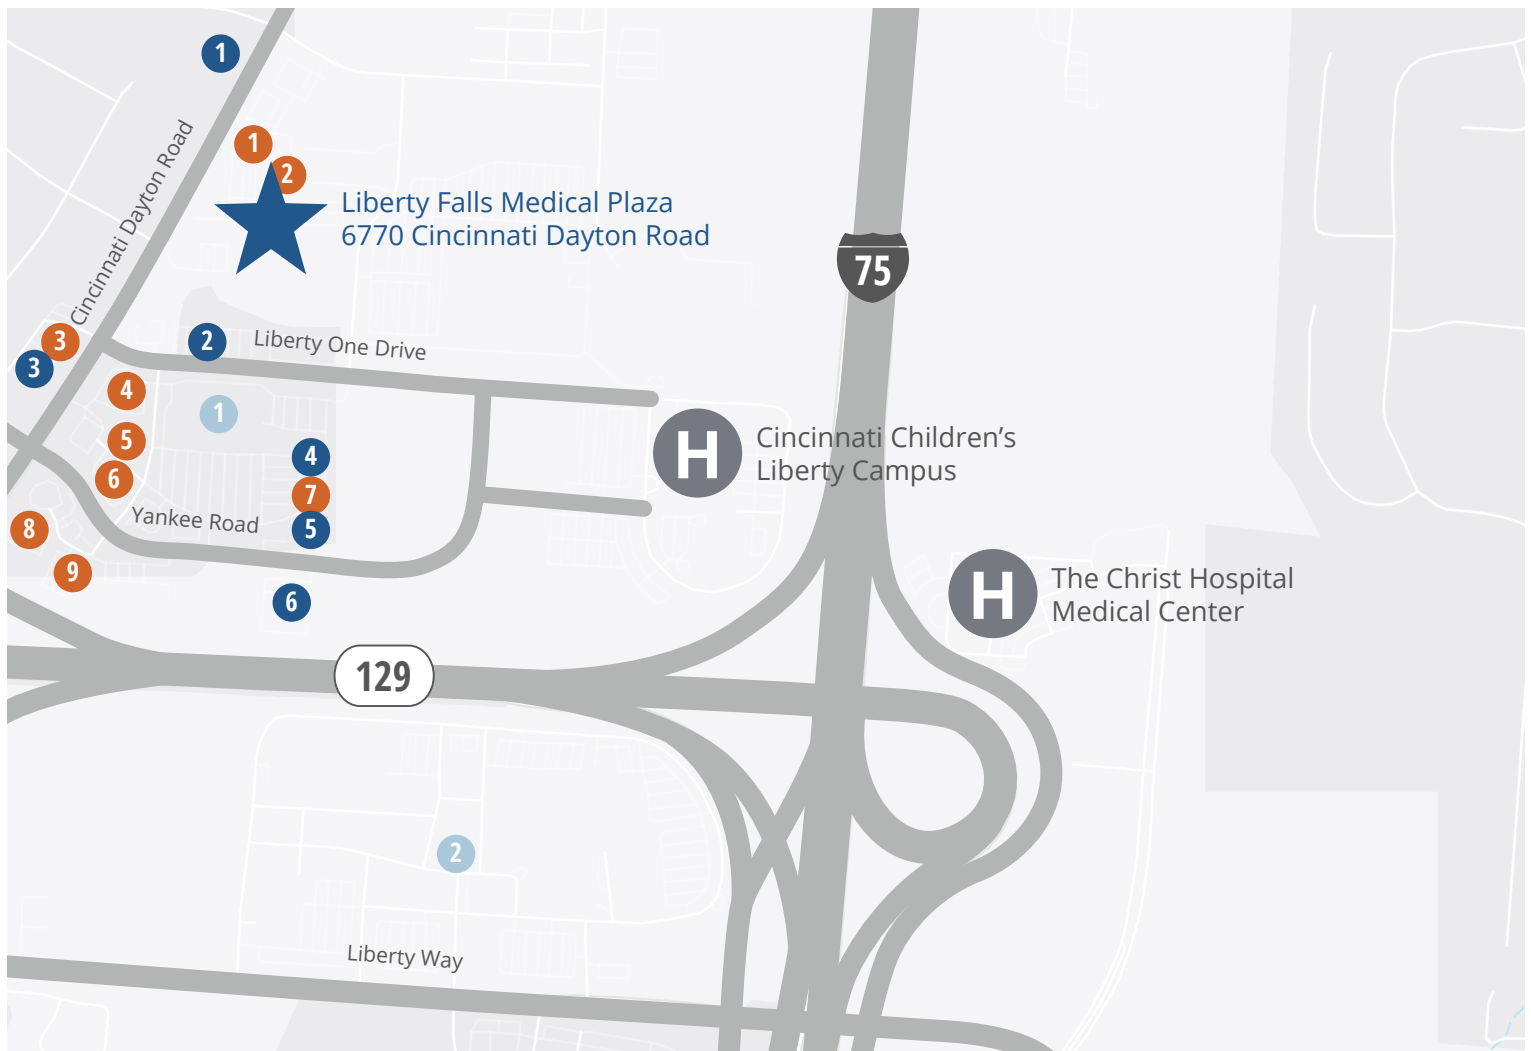 1
1
2
Cincinnati Dayton Road
Liberty Falls Medical Plaza
6770 Cincinnati Dayton Road
75
3
3
2
Liberty One Drive
4
1
5
4
6
7
8
Yankee Road
5
9
6
H
Cincinnati Children’s
Liberty Campus
H
The Christ Hospital
Medical Center
129
2
Liberty Way